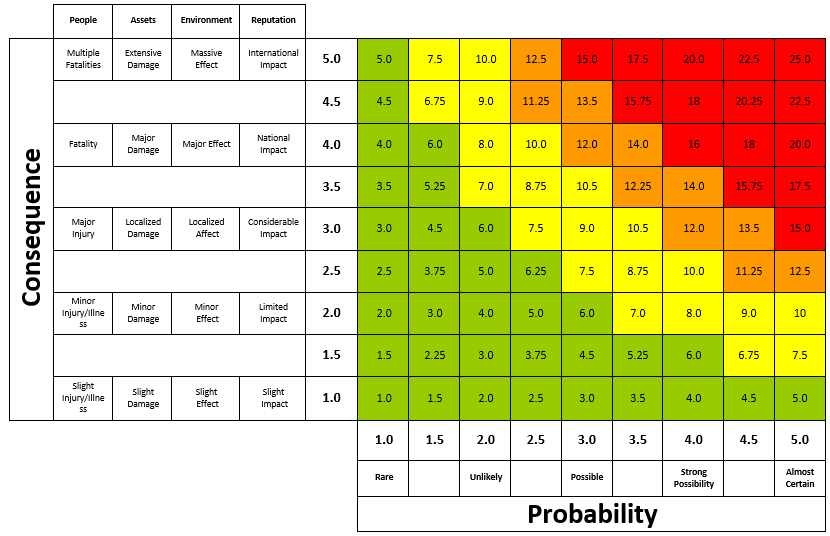 People Assets Environment Reputation
Multiple Fatalities Extensive Damage Massive Effect International Impact 5.0 5.0 7.5 10.0 12.5 15.0 17.5 20.0 22.5 25.0
4.5 4.5 6.75 9.0 11.25 13.5 15.75 18 20.25 22.5
Fatality Major Damage Major Effect National Impact 4.0 4.0 6.0 8.0 10.0 12.0 14.0 16 18 20.0
3.5 3.5 5.25 7.0 8.75 10.5 12.25 14.0 15.75 17.5
Major Injury Localized Damage Localized Affect Considerable Impact 3.0 3.0 4.5 6.0 7.5 9.0 10.5 12.0 13.5 15.0
2.5 2.5 3.75 5.0 6.25 7.5 8.75 10.0 11.25 12.5
Minor Injury/Illne ss Minor Damage Minor Effect Limited Impact 2.0 2.0 3.0 4.0 5.0 6.0 7.0 8.0 9.0 10
1.5 1.5 2.25 3.0 3.75 4.5 5.25 6.0 6.75 7.5
Slight Injury/Illne ss Slight Damage Slight Effect Slight Impact 1.0 1.0 1.5 2.0 2.5 3.0 3.5 4.0 4.5 5.0
Consequence
1.0 1.5 2.0 2.5 3.0 3.5 4.0 4.5 5.0
Rare Unlikely Possible Strong Possibility Almost Certain
Probability